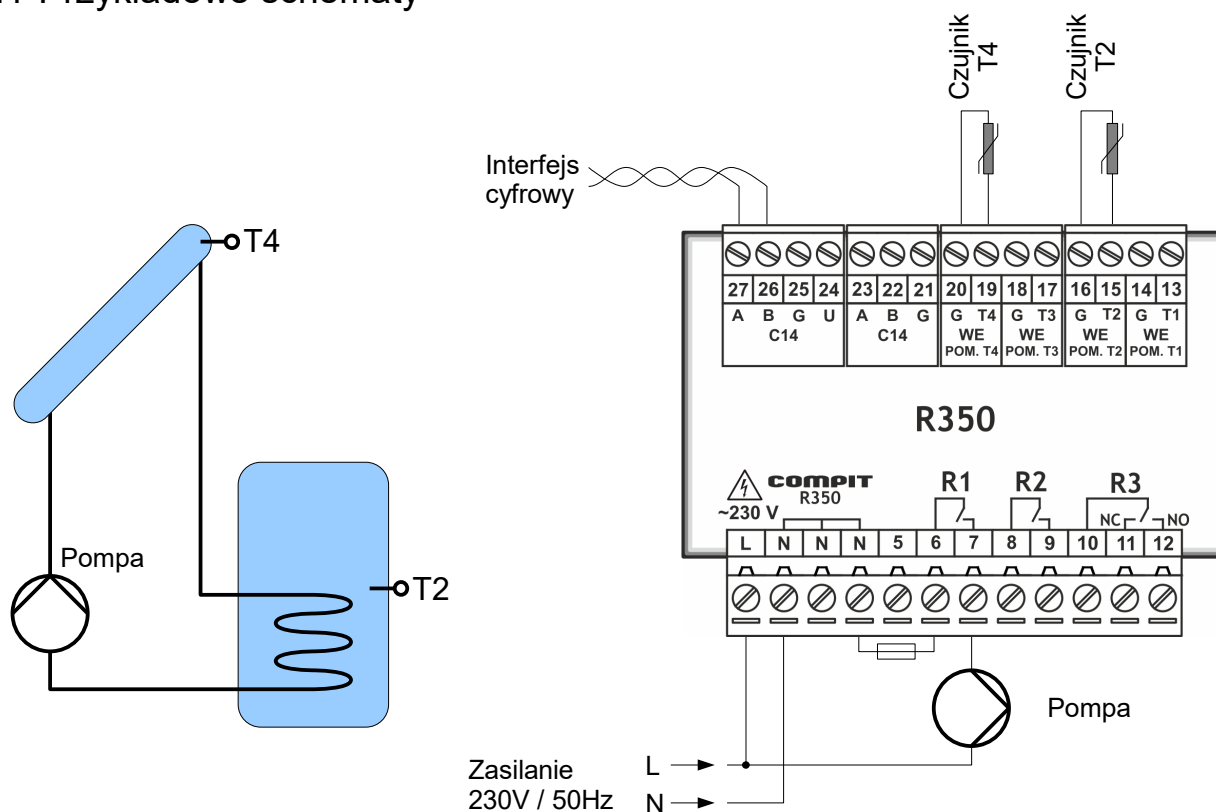 Czujnik
T4
Czujnik
T2
Interfejs
cyfrowy
T4
27 26 25 24 23 22 21 20 19 18 17 16 15 14 13
A B G U A B G G T4 G T3 G T2 G T1
C14 C14 WE WE WE WE
POM. T4 POM. T3 POM. T2 POM. T1
R350
COMPIT
R350
~230 V
R1 R2 R3
NC NO
L N N N 5 6 7 8 9 10 11 12
Pompa
T2
Pompa
Zasilanie
230V / 50Hz
L
N